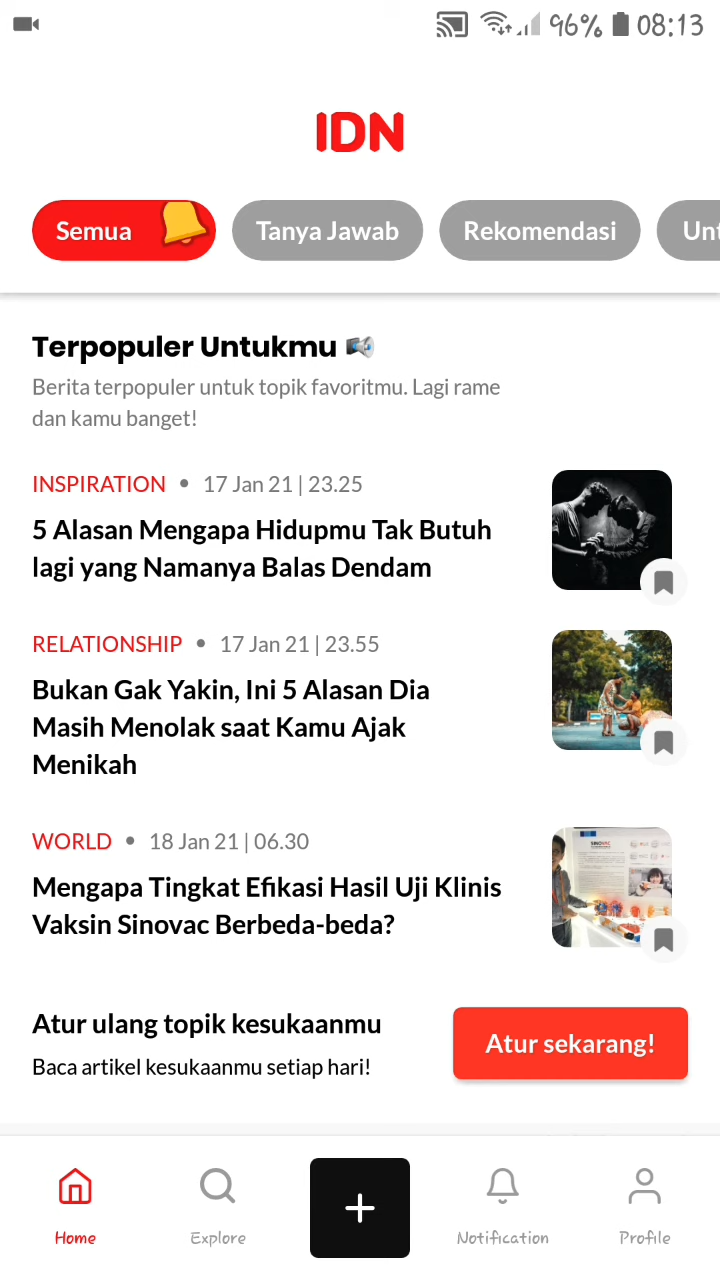 96% 08:13
IDN
Semua Tanya Jawab Rekomendasi Unt
Terpopuler Untukmu
Berita terpopuler untuk topik favoritmu. Lagi rame
dan kamu banget!
INSPIRATION • 17 Jan 21 | 23.25
5 Alasan Mengapa Hidupmu Tak Butuh
lagi yang Namanya Balas Dendam
RELATIONSHIP • 17 Jan 21 | 23.55
Bukan Gak Yakin, Ini 5 Alasan Dia
Masih Menolak saat Kamu Ajak
Menikah
WORLD • 18 Jan 21 | 06.30
Mengapa Tingkat Efikasi Hasil Uji Klinis
Vaksin Sinovac Berbeda-beda?
SINOVAC
Atur ulang topik kesukaanmu
Baca artikel kesukaanmu setiap hari!
Atur sekarang!
Home Explore Notification Profile